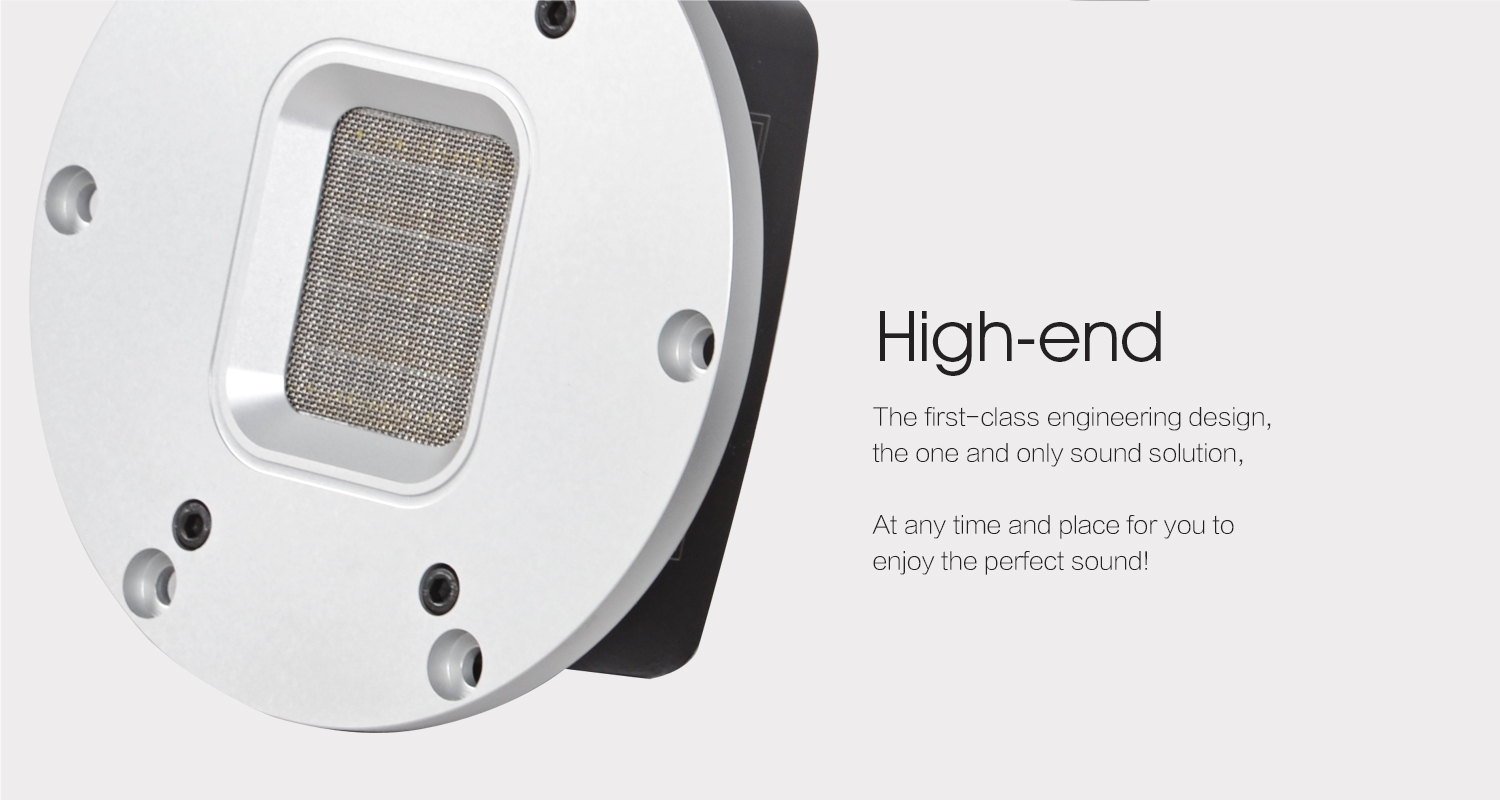 High-end
The first-class engineering design,
the one and only sound solution,
At any time and place for you to
enjoy the perfect sound!